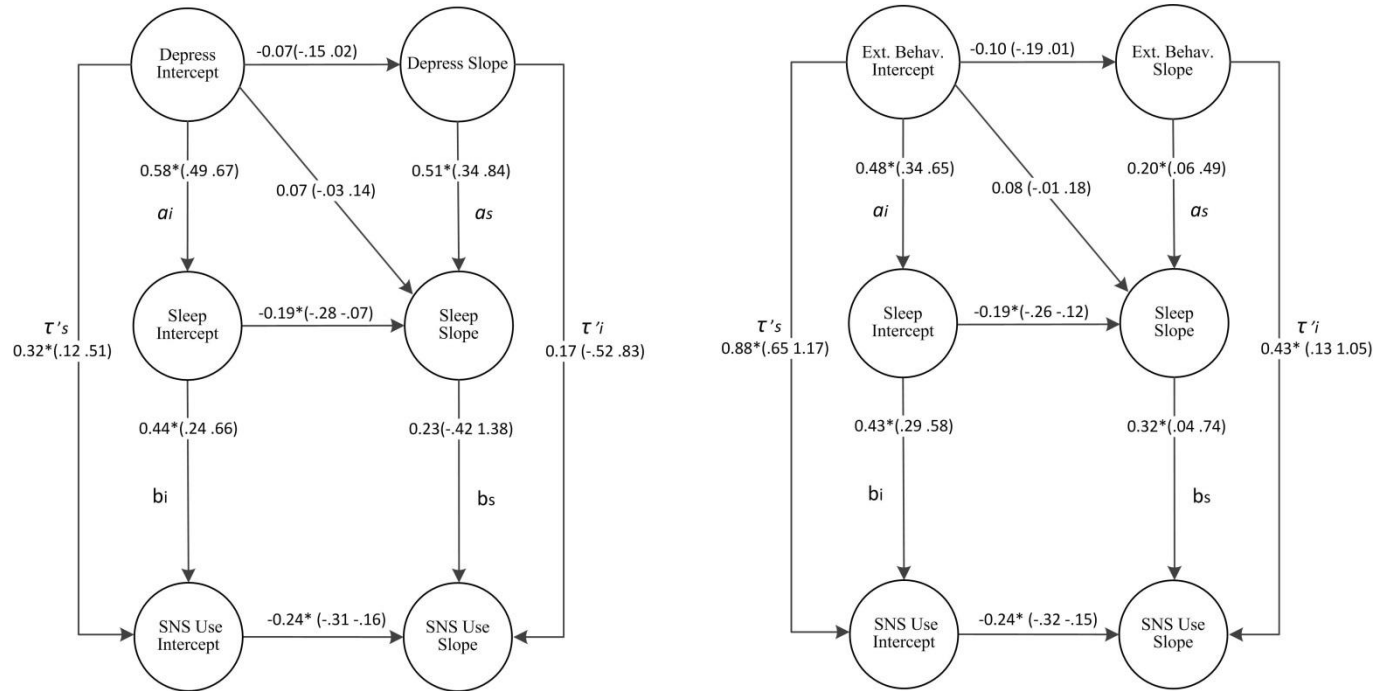 Depress
Intercept
-0.07(-.15 .02)
Depress Slope
0.58*(.49 .67)
0.07 (-.03 .14)
0.51*(.34 .84)
ai
as
Sleep
Intercept
-0.19*(-.28 -.07)
Sleep
Slope
τ's
0.32*(.12 .51)
τ'i
0.17 (-.52 .83)
0.44*(.24 .66)
0.23(-.42 1.38)
bi
bs
SNS Use
Intercept
-0.24* (-.31 -.16)
SNS Use
Slope
Ext. Behav.
Intercept
-0.10 (-.19 .01)
Ext. Behav.
Slope
0.48*(.34 .65)
0.08 (-.01 .18)
0.20*(.06 .49)
ai
as
Sleep
Intercept
-0.19*(-.26 -.12)
Sleep
Slope
τ's
0.88*(.65 1.17)
τ'i
0.43* (.13 1.05)
0.43*(.29 .58)
0.32*(.04 .74)
bi
bs
SNS Use
Intercept
-0.24* (-.32 -.15)
SNS Use
Slope